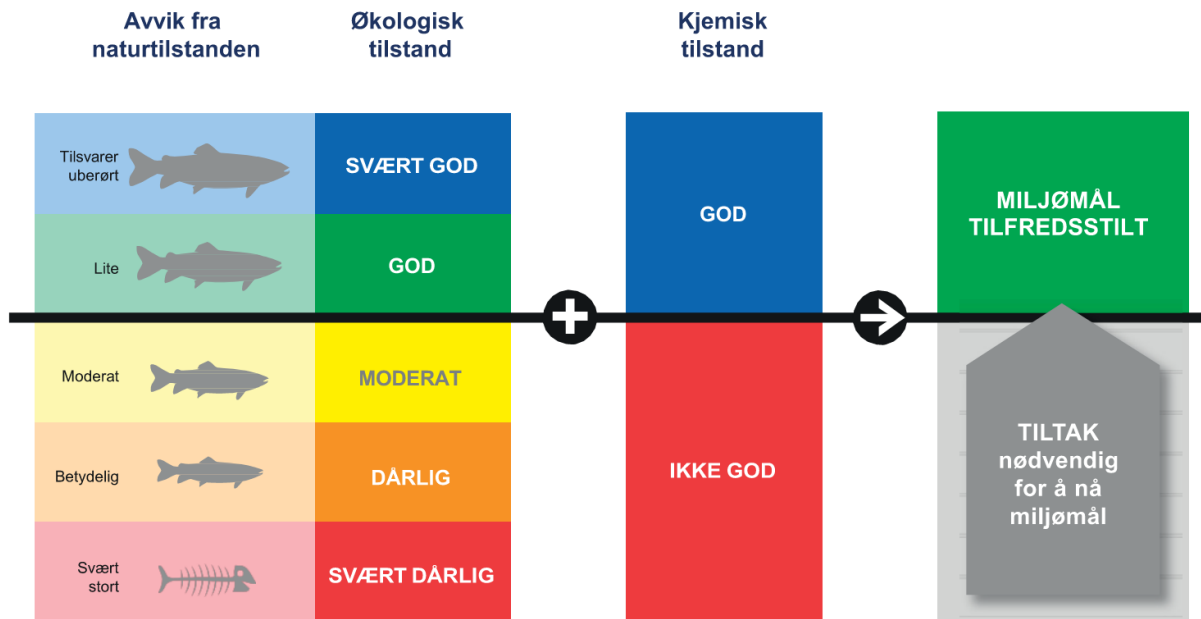 Avvik fra
naturtilstanden
Økologisk
tilstand
Kjemisk
tilstand
Tilsvarer
uberørt
SVÆRT GOD
Lite
GOD
GOD
MILJØMÅL
TILFREDSSTILT
Moderat
MODERAT
Betydelig
DÅRLIG
IKKE GOD
Svært
stort
SVÆRT DÅRLIG
TILTAK
nødvendig
for å nå
miljømål